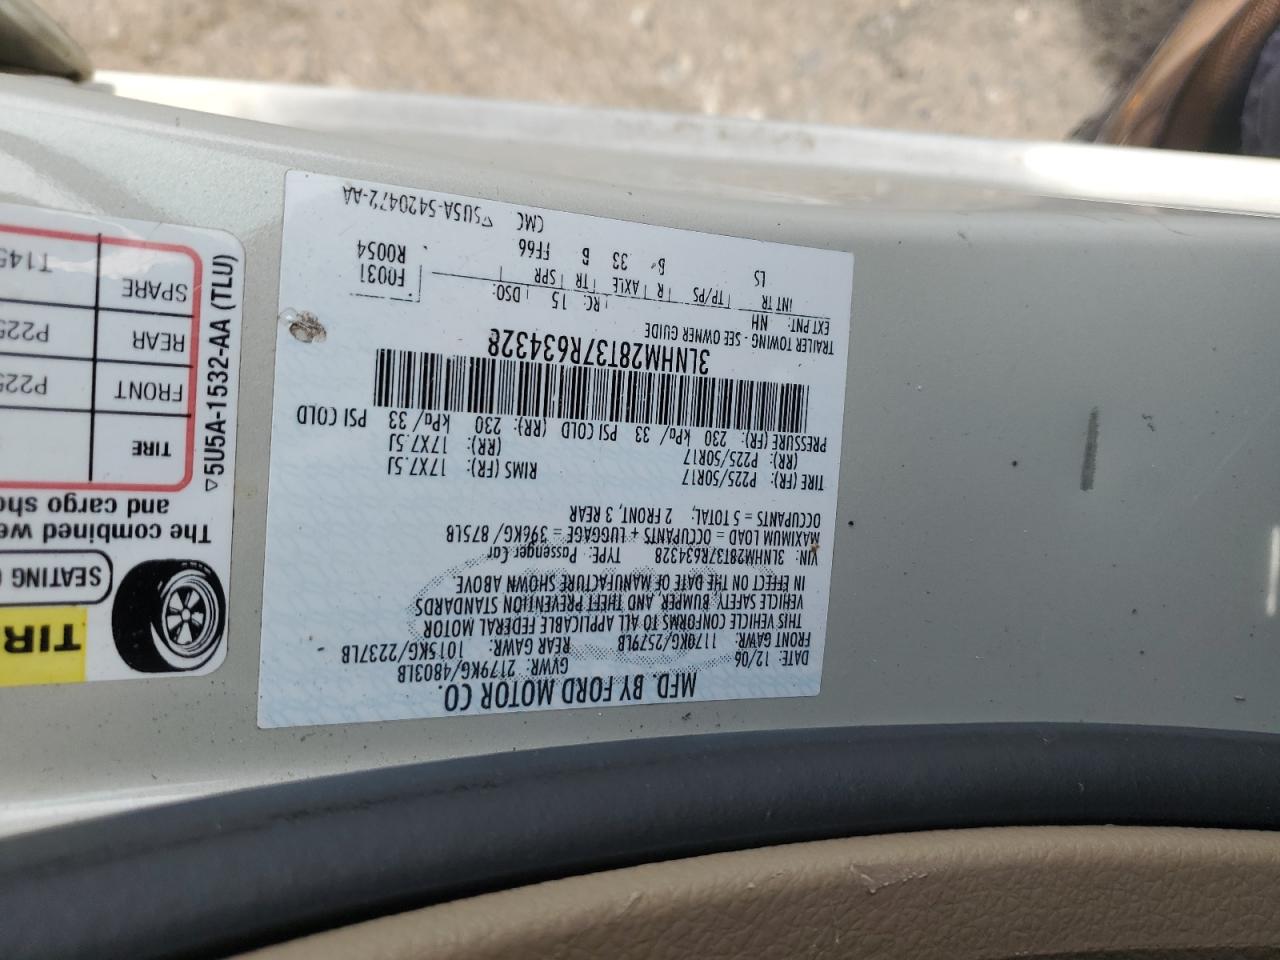 MFD. BY FORD MOTOR CO.
DATE: 12/06 GVWR: 2179KG/4803LB
FRONT GAWR: 1170KG/2579LB REAR GAWR: 1015KG/2237LB
THIS VEHICLE CONFORMS TO ALL APPLICABLE FEDERAL MOTOR
VEHICLE SAFETY, BUMPER, AND THEFT PREVENTION STANDARDS
IN EFFECT ON THE DATE OF MANUFACTURE SHOWN ABOVE
VIN: 3LNHM28T37R634328 TYPE: Passenger Car
MAXIMUM LOAD = OCCUPANTS + LUGGAGE = 396KG/875LB
OCCUPANTS = 5 TOTAL, 2 FRONT, 3 REAR
TIRE (FR): P225/50R17 RIMS (FR): 17X7.5J
(RR): P225/50R17 (RR): 17X7.5J
PRESSURE (FR): 230 kPa/33 PSI COLD (RR): 230 kPa/33 PSI COLD
3LNHM28T37R634328
TRAILER TOWING - SEE OWNER GUIDE
EXT PNT: NH RC: 15 DSO: F0031
INT TR TP/PS R AXLE TR SPR R0054
LS 6 33 G FF66
CMC ▽5U5A-5420472-AA
TIR
SEATING
The combined we
and cargo sho
TIRE
FRONT P225
REAR P225
SPARE T145
▽5U5A-1532-AA (TLU)